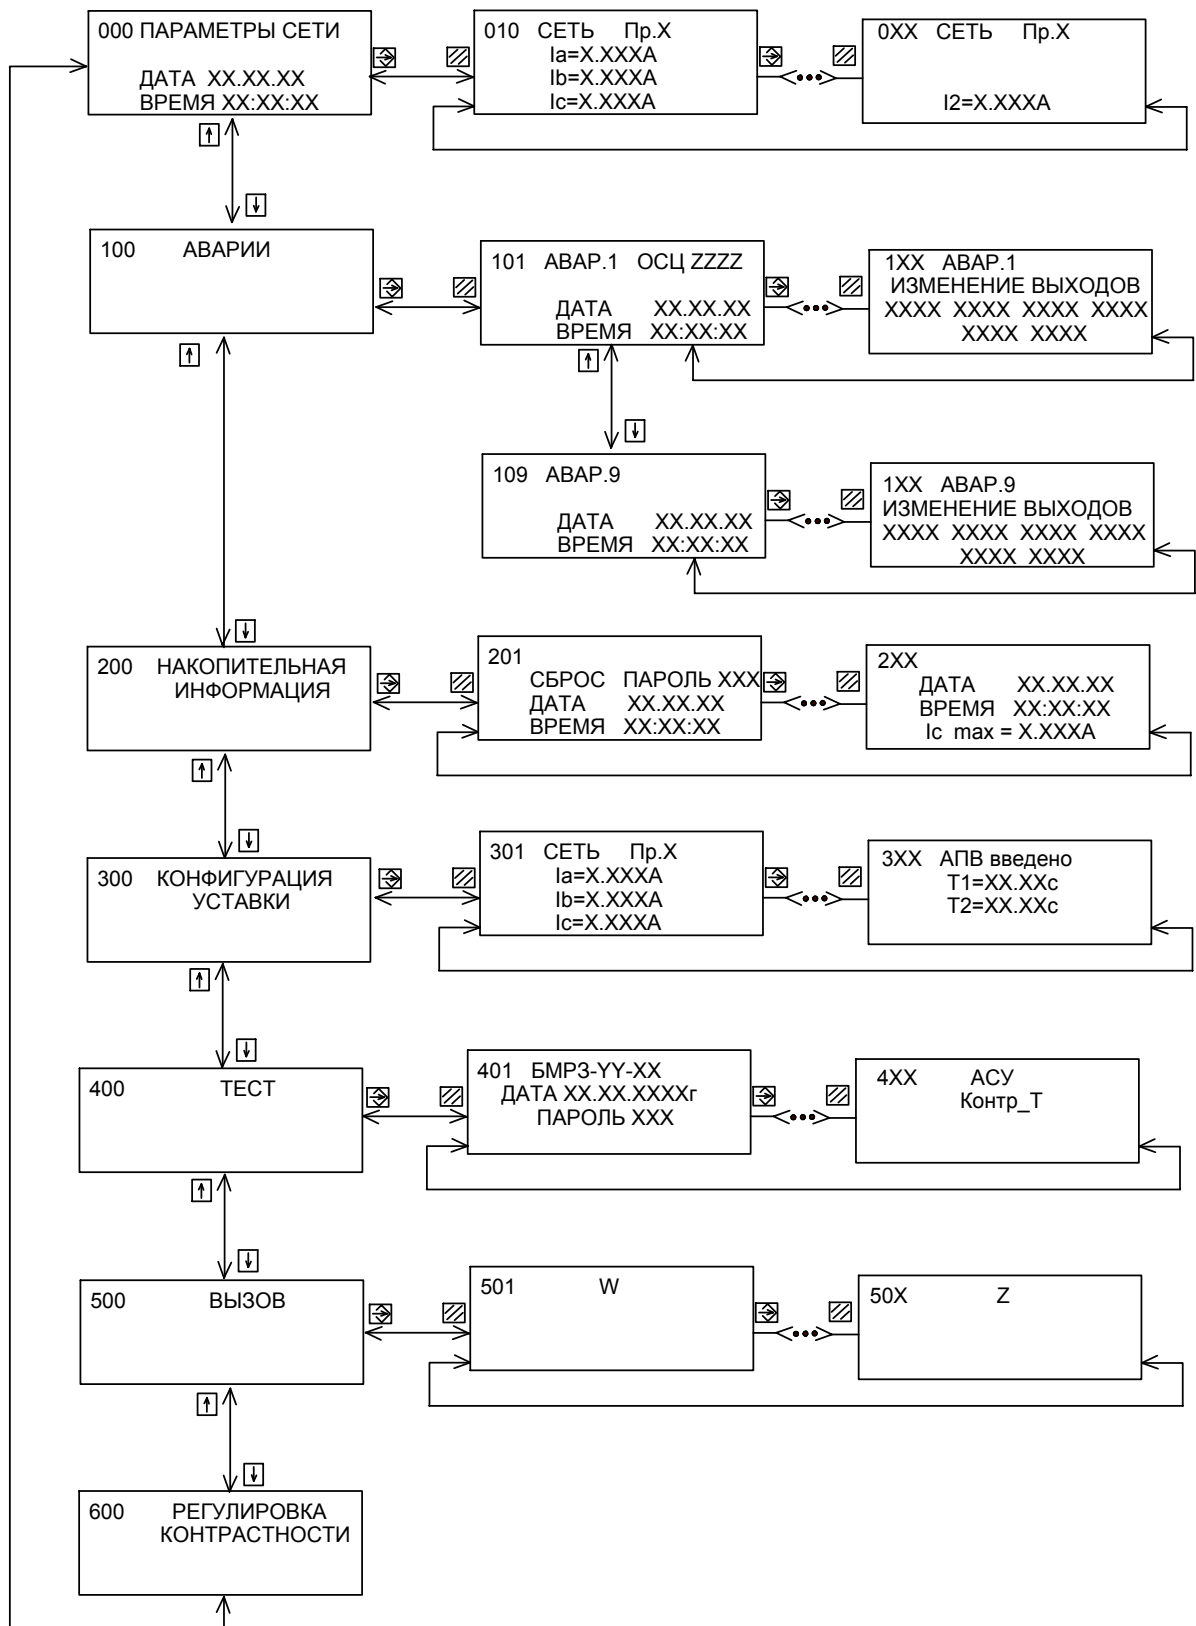 000 ПАРАМЕТРЫ СЕТИ
ДАТА XX.XX.XX
ВРЕМЯ XX:XX:XX
010 СЕТЬ Пр.X
Ia=X.XXXA
Ib=X.XXXA
Ic=X.XXXA
0XX СЕТЬ Пр.X
I2=X.XXXA
100 АВАРИИ
101 АВАР.1 ОСЦ ZZZZ
ДАТА XX.XX.XX
ВРЕМЯ XX:XX:XX
1XX АВАР.1
ИЗМЕНЕНИЕ ВЫХОДОВ
XXXX XXXX XXXX XXXX
XXXX XXXX
109 АВАР.9
ДАТА XX.XX.XX
ВРЕМЯ XX:XX:XX
1XX АВАР.9
ИЗМЕНЕНИЕ ВЫХОДОВ
XXXX XXXX XXXX XXXX
XXXX XXXX
200 НАКОПИТЕЛЬНАЯ
ИНФОРМАЦИЯ
201
СБРОС ПАРОЛЬ XXX
ДАТА XX.XX.XX
ВРЕМЯ XX:XX:XX
2XX
ДАТА XX.XX.XX
ВРЕМЯ XX:XX:XX
Ic max = X.XXXA
300 КОНФИГУРАЦИЯ
УСТАВКИ
301 СЕТЬ Пр.X
Ia=X.XXXA
Ib=X.XXXA
Ic=X.XXXA
3XX АПВ введено
T1=XX.XXc
T2=XX.XXc
400 ТЕСТ
401 БМРЗ-YY-XX
ДАТА XX.XX.XXXXг
ПАРОЛЬ XXX
4XX АСУ
Контр_Т
500 ВЫЗОВ
501 W
50X Z
600 РЕГУЛИРОВКА
КОНТРАСТНОСТИ